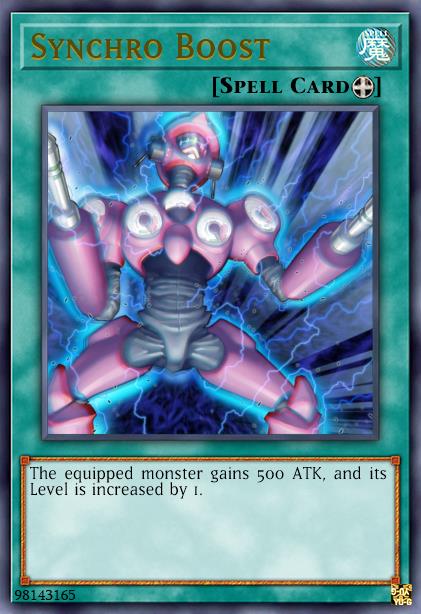 Synchro Boost
SPELL
魔
[Spell Card]
The equipped monster gains 500 ATK, and its
Level is increased by 1.
98143165